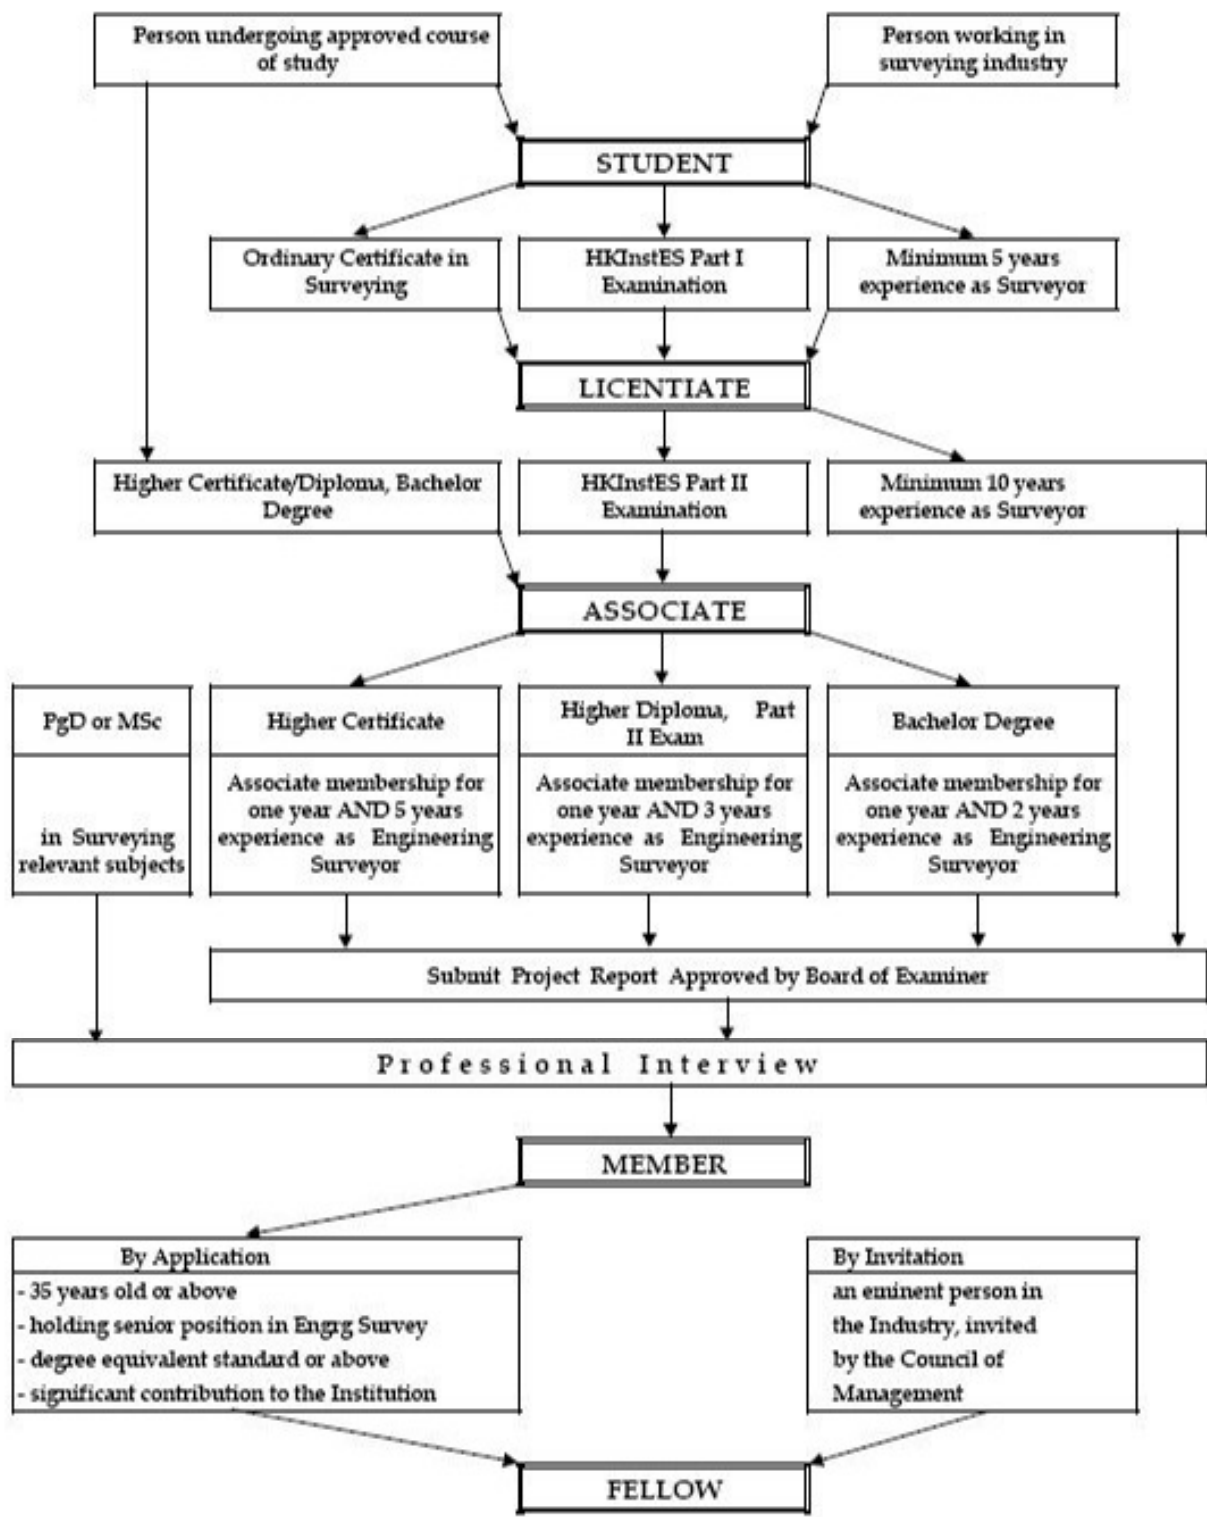 Person undergoing approved course
of study
Person working in
surveying industry
STUDENT
Ordinary Certificate in
Surveying
HKInstES Part I
Examination
Minimum 5 years
experience as Surveyor
LICENTIATE
Higher Certificate/Diploma, Bachelor
Degree
HKInstES Part II
Examination
Minimum 10 years
experience as Surveyor
ASSOCIATE
PgD or MSc
in Surveying
relevant subjects
Higher Certificate
Associate membership for
one year AND 5 years
experience as Engineering
Surveyor
Higher Diploma, Part
II Exam
Associate membership for
one year AND 3 years
experience as Engineering
Surveyor
Bachelor Degree
Associate membership for
one year AND 2 years
experience as Engineering
Surveyor
Submit Project Report Approved by Board of Examiner
Professional Interview
MEMBER
By Application
- 35 years old or above
- holding senior position in Engrg Survey
- degree equivalent standard or above
- significant contribution to the Institution
By Invitation
an eminent person in
the Industry, invited
by the Council of
Management
FELLOW